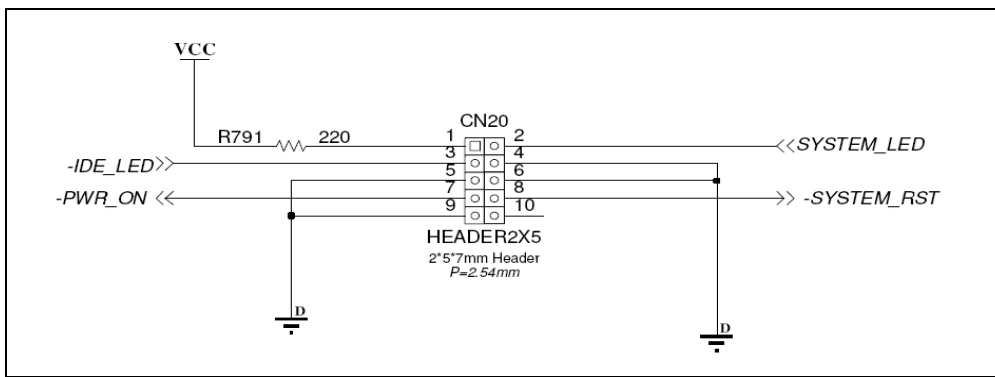 VCC
CN20
R791 220 1 2 SYSTEM_LED
-IDE_LED 3 4
5 6
-PWR_ON 7 8 -SYSTEM_RST
9 10
HEADER2X5
2*5*7mm Header
P=2.54mm
D
D